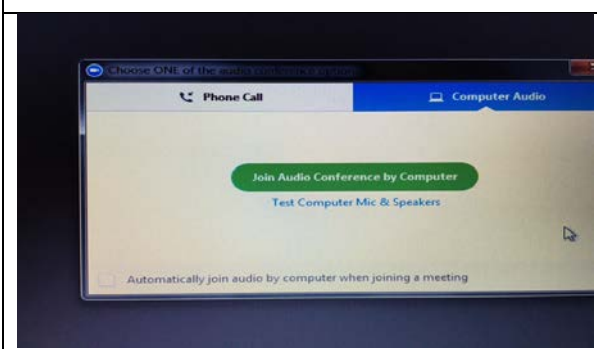 Choose ONE of the audio conference options
Phone Call
Computer Audio
Join Audio Conference by Computer
Test Computer Mic & Speakers
Automatically join audio by computer when joining a meeting